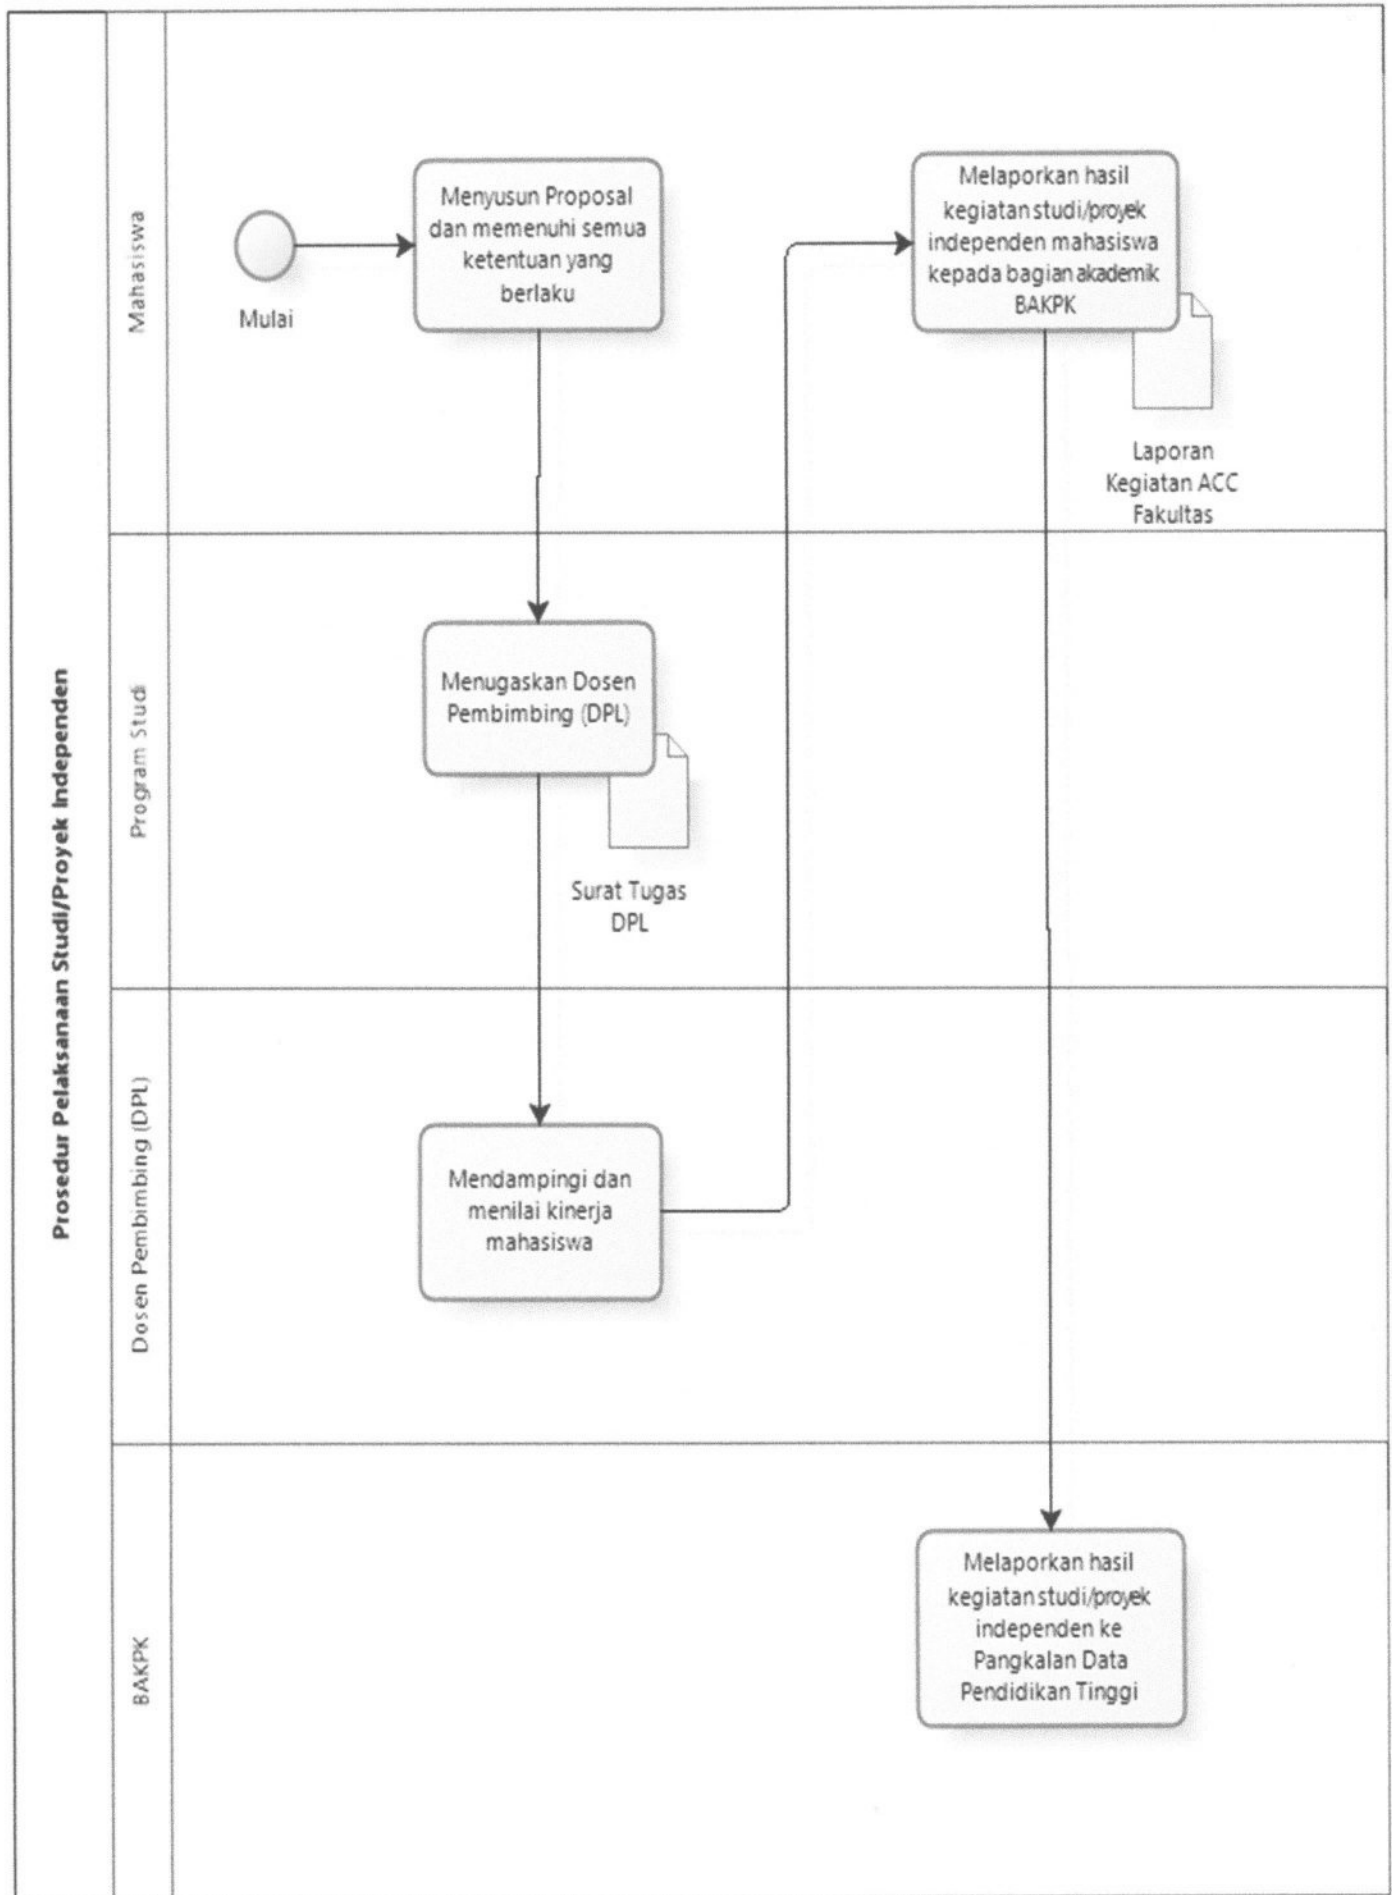 Prosedur Pelaksanaan Studi/Proyek Independen
Mahasiswa
Mulai
Menyusun Proposal
dan memenuhi semua
ketentuan yang
berlaku
Melaporkan hasil
kegiatan studi/proyek
independen mahasiswa
kepada bagian akademik
BAKPK
Laporan
Kegiatan ACC
Fakultas
Program Studi
Menugaskan Dosen
Pembimbing (DPL)
Surat Tugas
DPL
Dosen Pembimbing (DPL)
Mendampingi dan
menilai kinerja
mahasiswa
BAKPK
Melaporkan hasil
kegiatan studi/proyek
independen ke
Pangkalan Data
Pendidikan Tinggi